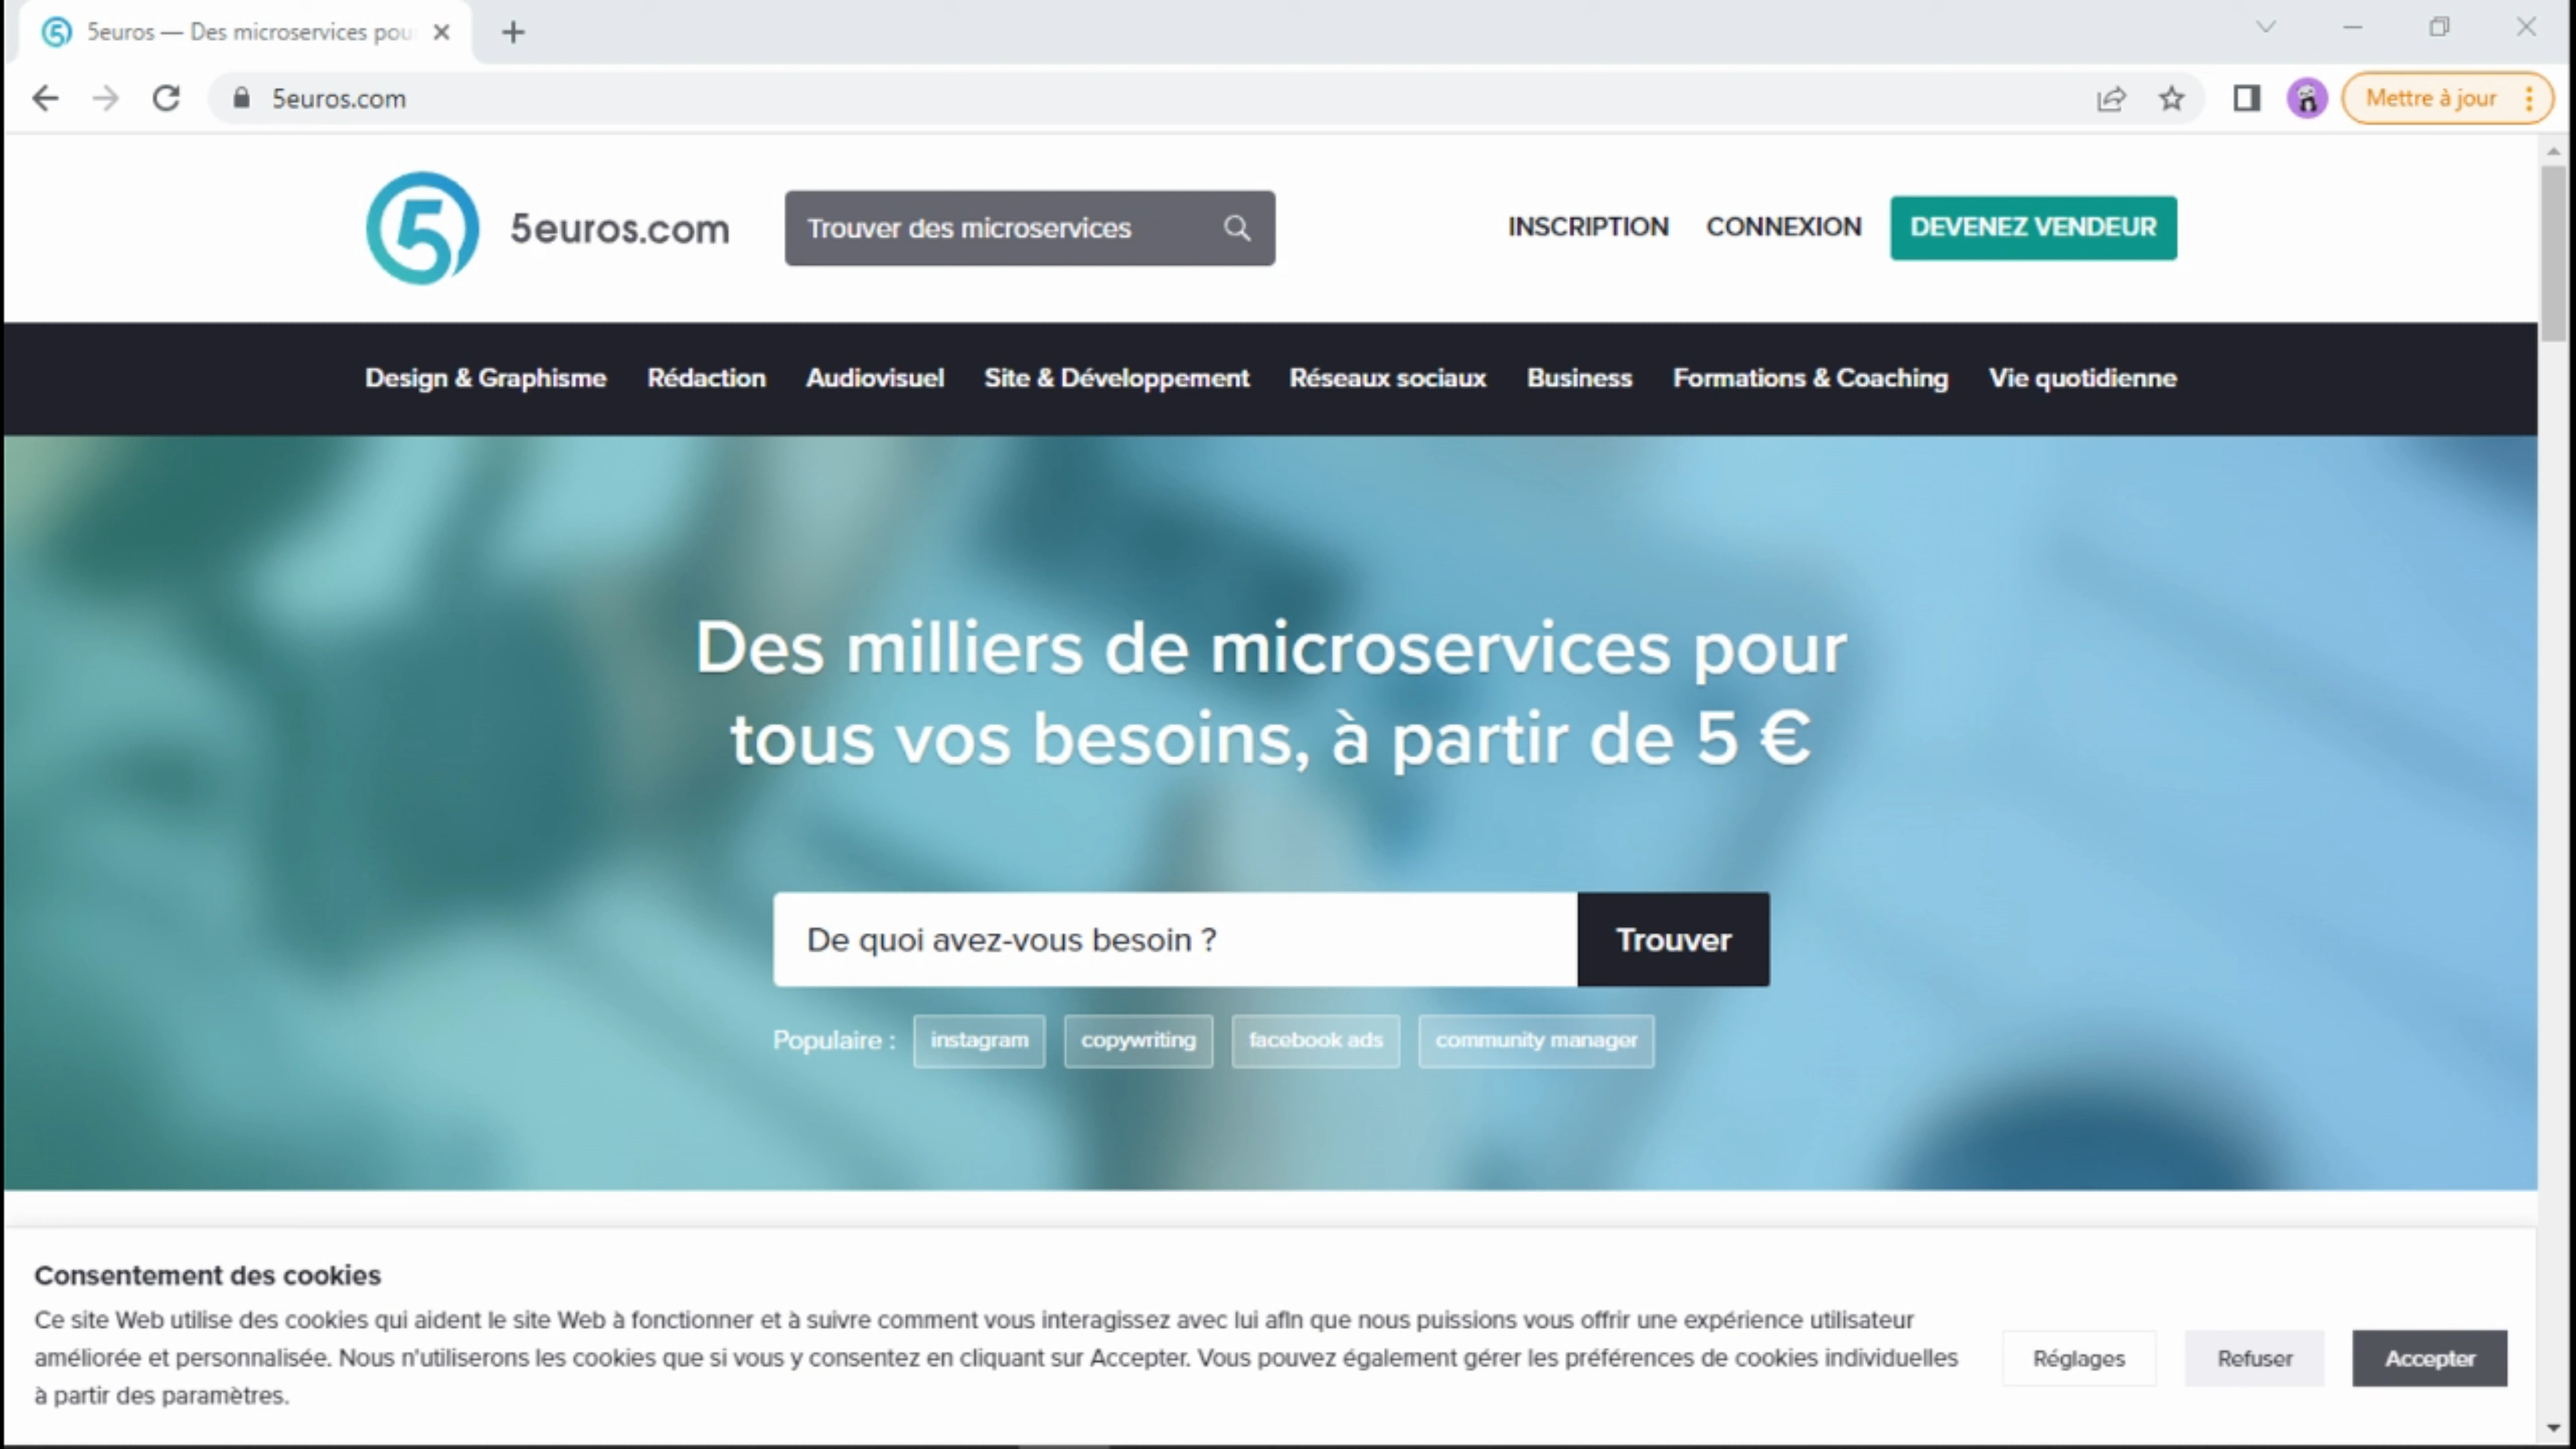 5euros — Des microservices pou
5euros.com
Mettre à jour
5 5euros.com
Trouver des microservices
INSCRIPTION CONNEXION DEVENEZ VENDEUR
Design & Graphisme Rédaction Audiovisuel Site & Développement Réseaux sociaux Business Formations & Coaching Vie quotidienne
Des milliers de microservices pour
tous vos besoins, à partir de 5 €
De quoi avez-vous besoin ? Trouver
Populaire : instagram copywriting facebook ads community manager
Consentement des cookies
Ce site Web utilise des cookies qui aident le site Web à fonctionner et à suivre comment vous interagissez avec lui afin que nous puissions vous offrir une expérience utilisateur
améliorée et personnalisée. Nous n'utiliserons les cookies que si vous y consentez en cliquant sur Accepter. Vous pouvez également gérer les préférences de cookies individuelles
à partir des paramètres.
Réglages Refuser Accepter